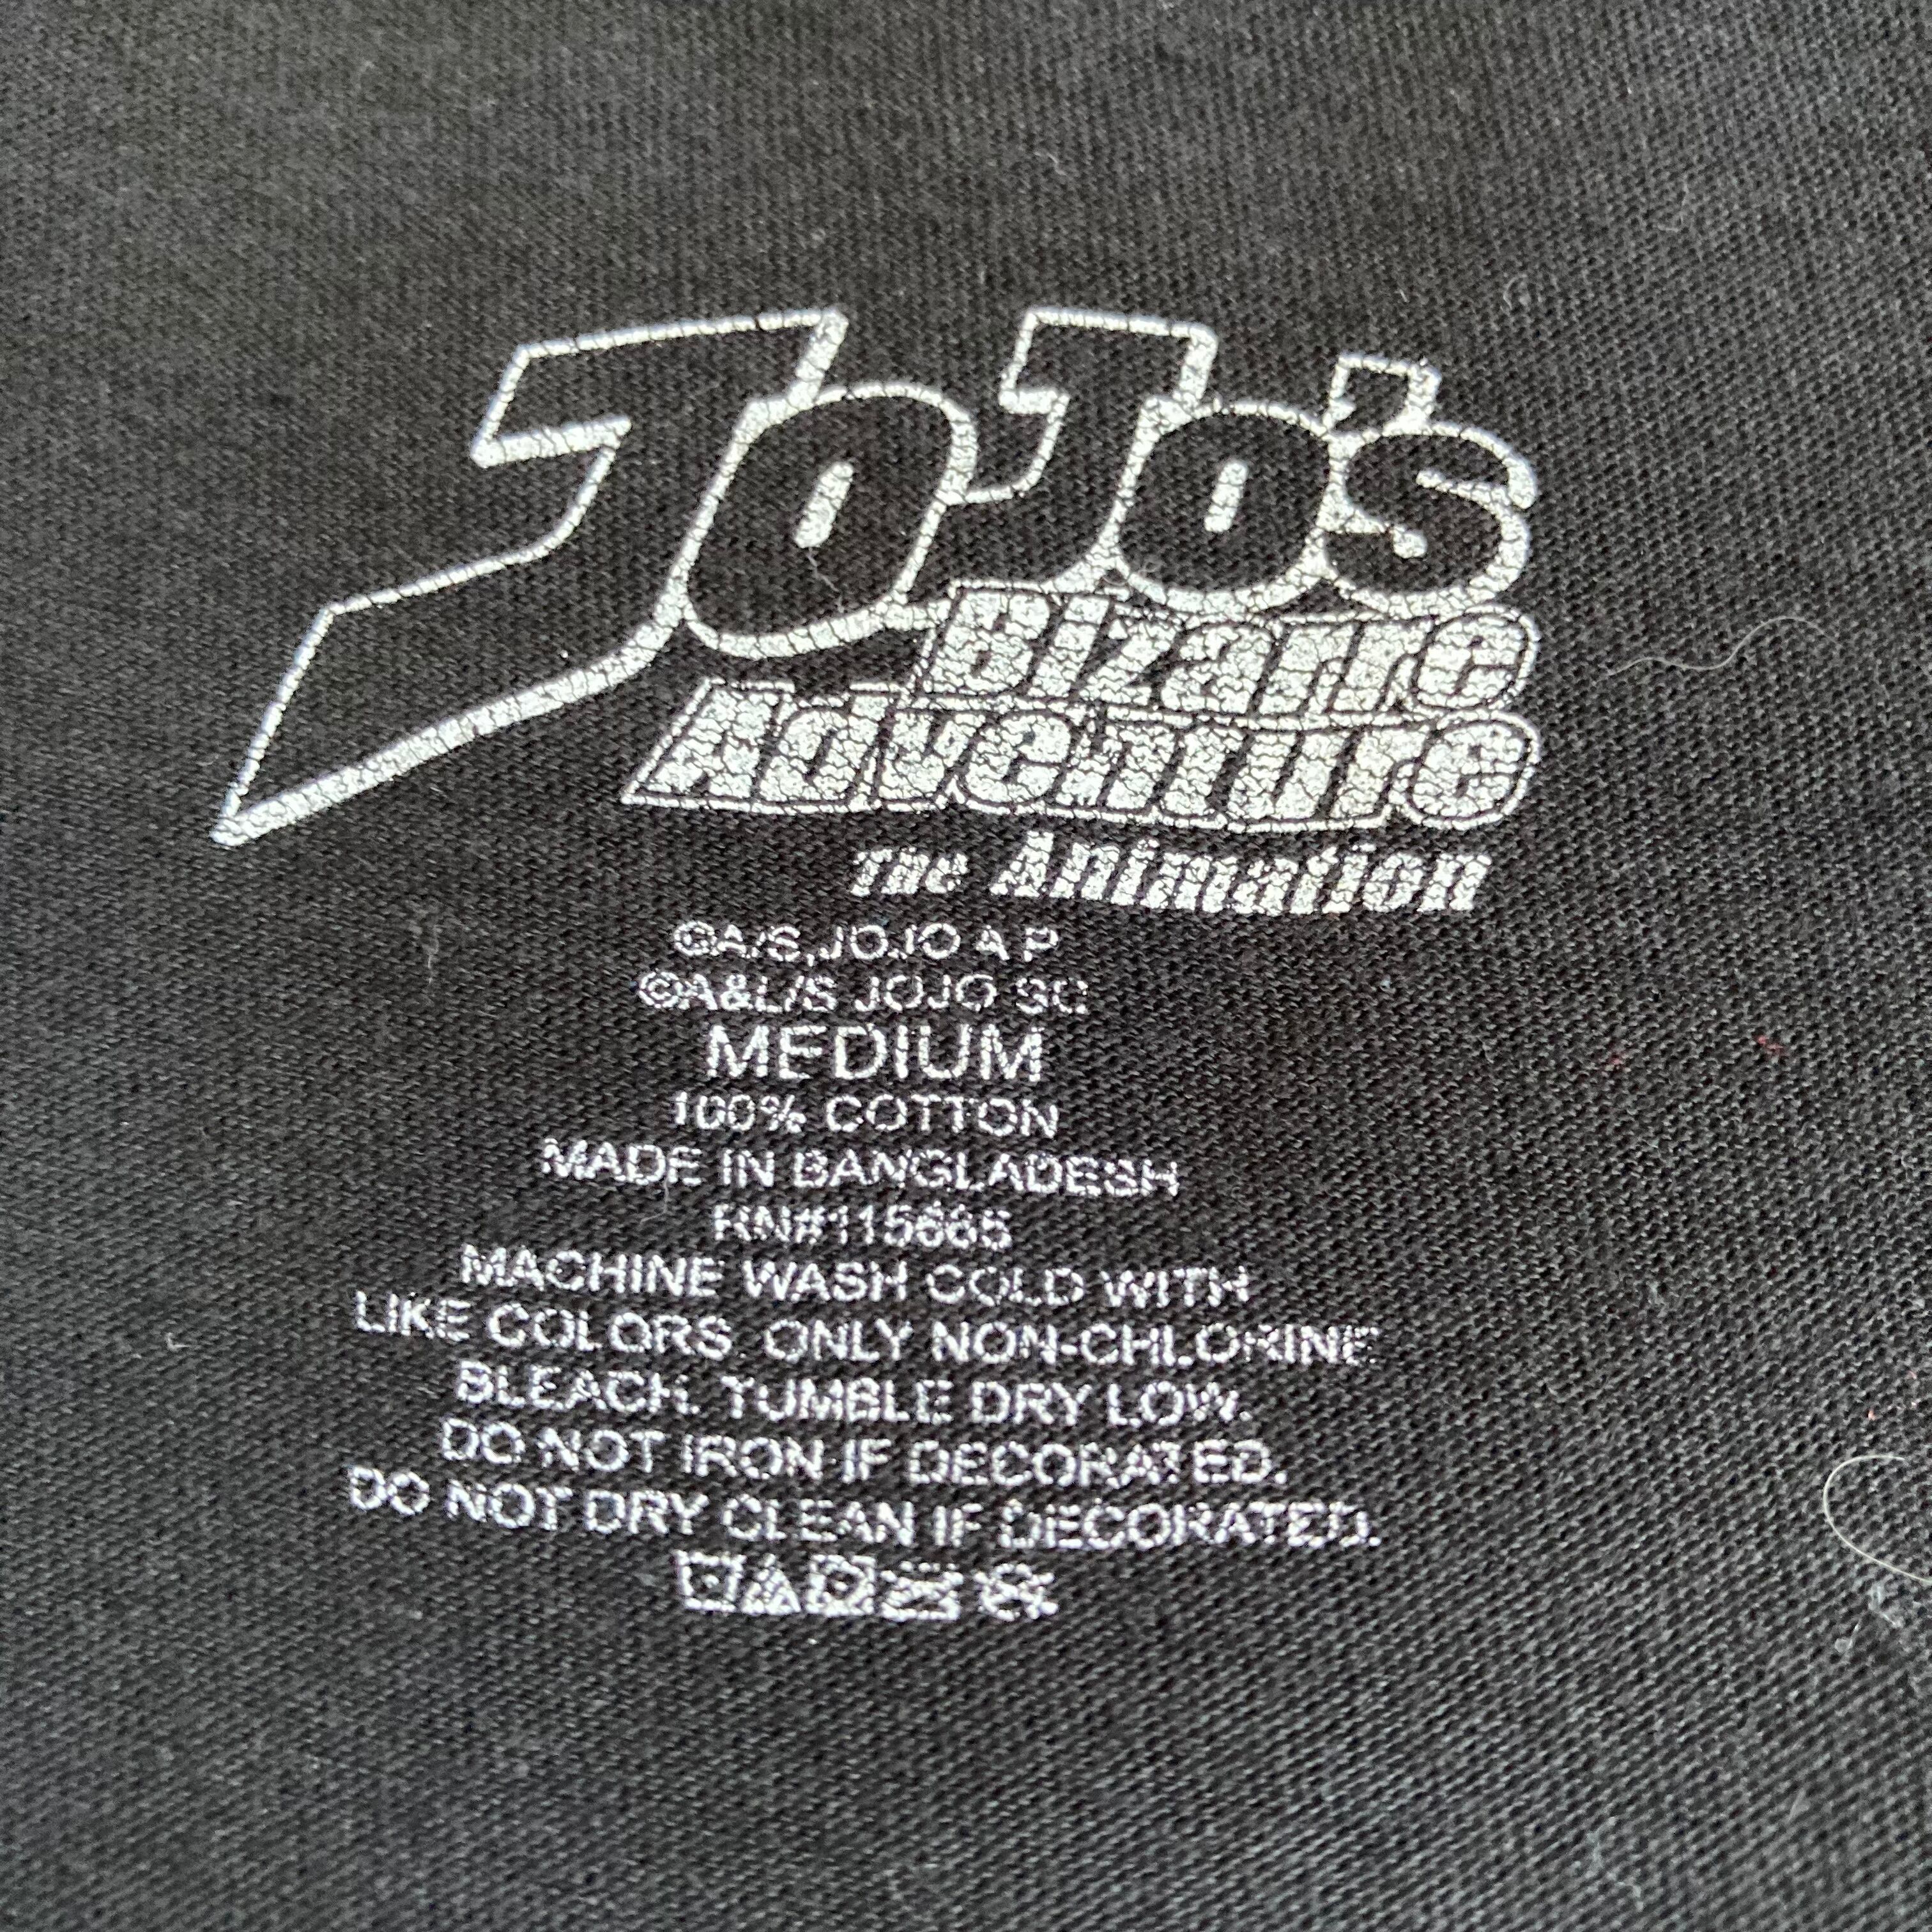 JoJo's
Bizarre
Adventure
The Animation
©A/S,JOJO A P
©A&L/S JOJO SC
MEDIUM
100% COTTON
MADE IN BANGLADESH
RN#115665
MACHINE WASH COLD WITH
LIKE COLORS. ONLY NON-CHLORINE
BLEACH. TUMBLE DRY LOW.
DO NOT IRON IF DECORATED.
DO NOT DRY CLEAN IF DECORATED.